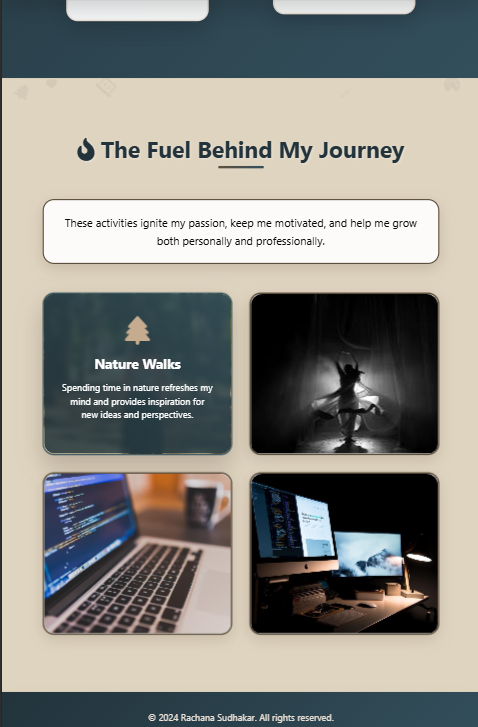 The Fuel Behind My Journey
These activities ignite my passion, keep me motivated, and help me grow
both personally and professionally.
Nature Walks
Spending time in nature refreshes my
mind and provides inspiration for
new ideas and perspectives.
© 2024 Rachana Sudhakar. All rights reserved.